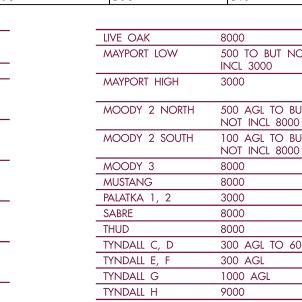 LIVE OAK 8000
MAYPORT LOW 500 TO BUT NO
INCL 3000
MAYPORT HIGH 3000
MOODY 2 NORTH 500 AGL TO BU
NOT INCL 8000
MOODY 2 SOUTH 100 AGL TO BU
NOT INCL 8000
MOODY 3 8000
MUSTANG 8000
PALATKA 1, 2 3000
SABRE 8000
THUD 8000
TYNDALL C, D 300 AGL TO 60
TYNDALL E, F 300 AGL
TYNDALL G 1000 AGL
TYNDALL H 9000